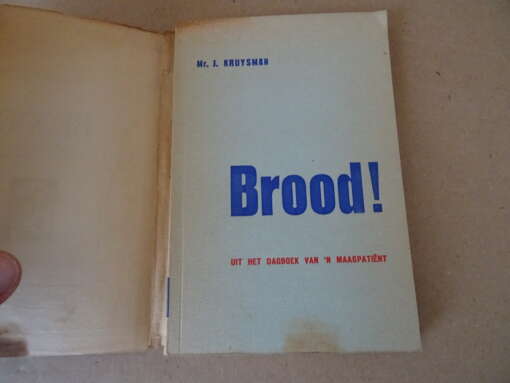 Mr. J. KRUYSMAN
Brood!
UIT HET DAGBOEK VAN 'N MAAGPATIËNT